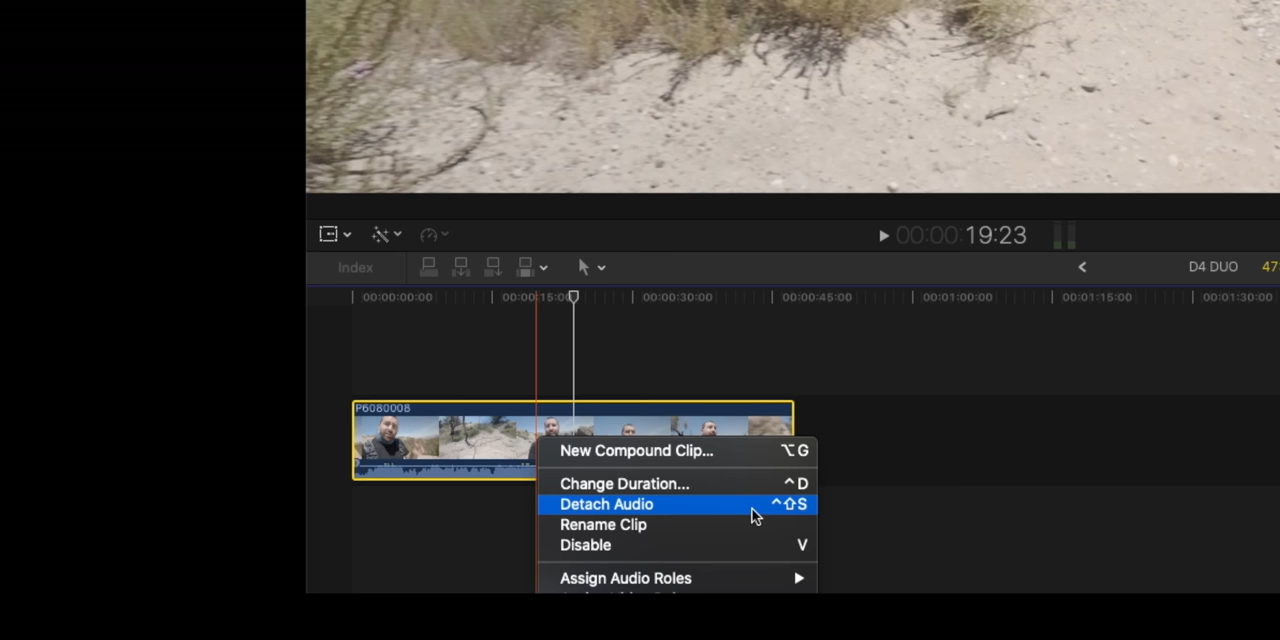 00:00:19:23
Index
D4 DUO
47
00:00:00:00 00:00:15:00 00:00:30:00 00:00:45:00 00:01:00:00 00:01:15:00 00:01:30:00
P6080008
New Compound Clip... ⌥G
Change Duration... ^D
Detach Audio ^⇧S
Rename Clip
Disable V
Assign Audio Roles